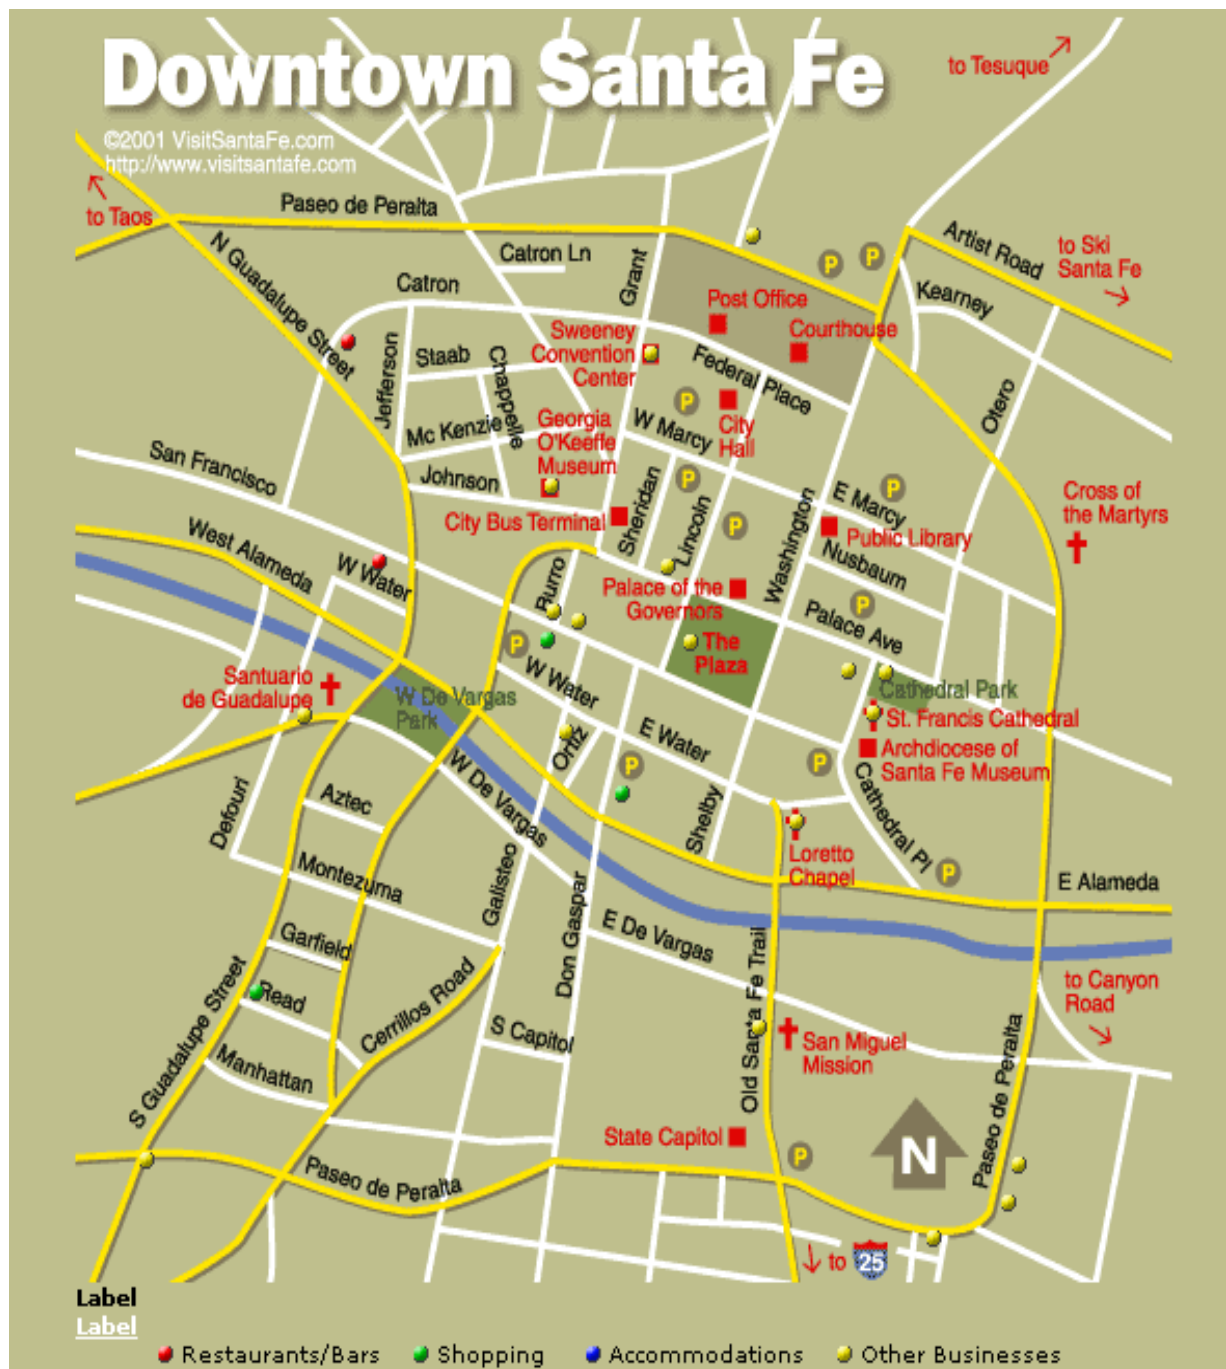 Downtown Santa Fe
to Tesuque
©2001 VisitSantaFe.com
http://www.visitsantafe.com
to Taos
Paseo de Peralta
N Guadalupe Street
Catron Ln
Grant
Artist Road
to Ski
Santa Fe
Catron
Kearney
Post Office
Courthouse
P
P
Sweeney
Convention
Center
Jefferson
Staab
Chappelle
Federal Place
Otero
Mc Kenzie
Georgia
O'Keeffe
Museum
W Marcy
P
City
Hall
San Francisco
Johnson
City Bus Terminal
Sheridan
P
Lincoln
P
Washington
P
E Marcy
Public Library
Cross of
the Martyrs
Nusbaum
West Alameda
W Water
Burro
Palace of the
Governors
P
Palace Ave
The
Plaza
P
W Water
Santuario
de Guadalupe
W De Vargas
Park
Cathedral Park
St. Francis Cathedral
Archdiocese of
Santa Fe Museum
Ortiz
E Water
P
P
Cathedral Pl
Defouri
Aztec
W De Vargas
Shelby
Loretto
Chapel
P
E Alameda
Montezuma
Galisteo
Don Gaspar
Garfield
E De Vargas
Old Santa Fe Trail
Read
Cerrillos Road
to Canyon
Road
S Guadalupe Street
Manhattan
S Capitol
San Miguel
Mission
Paseo de Peralta
State Capitol
P
N
Paseo de Peralta
to 25
Label
Label
Restaurants/Bars Shopping Accommodations Other Businesses